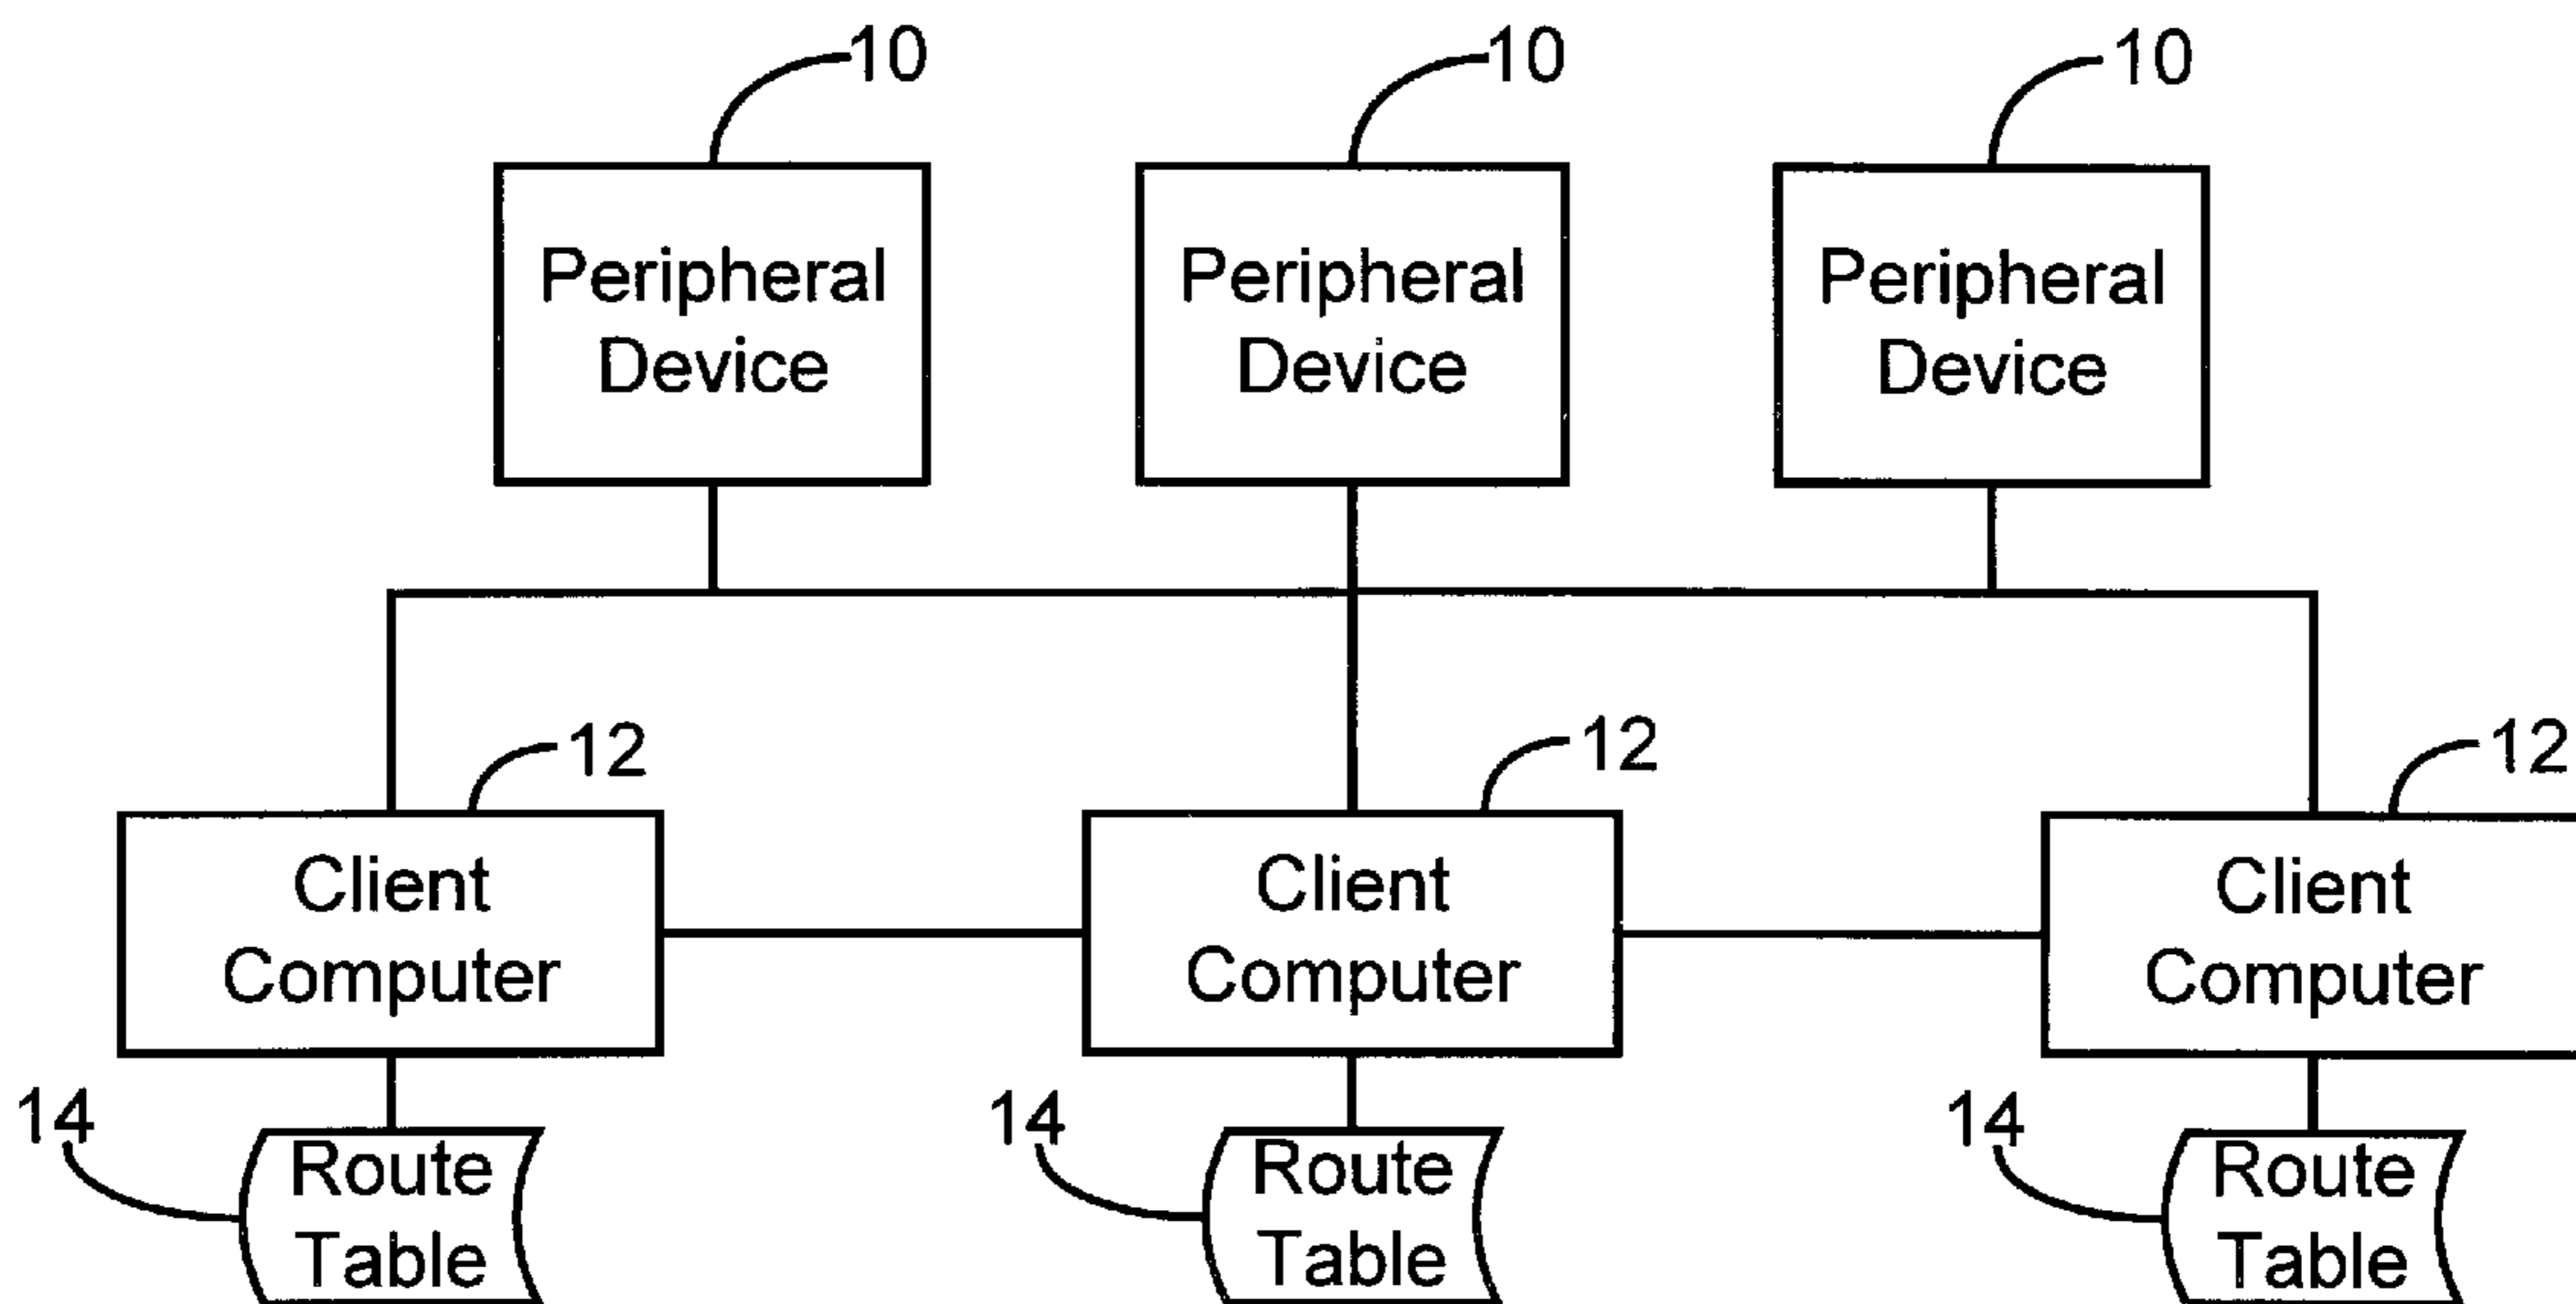 10 10 10
Peripheral Peripheral Peripheral
Device Device Device
12 12 12
Client Client Client
Computer Computer Computer
14 14 14
Route Route Route
Table Table Table